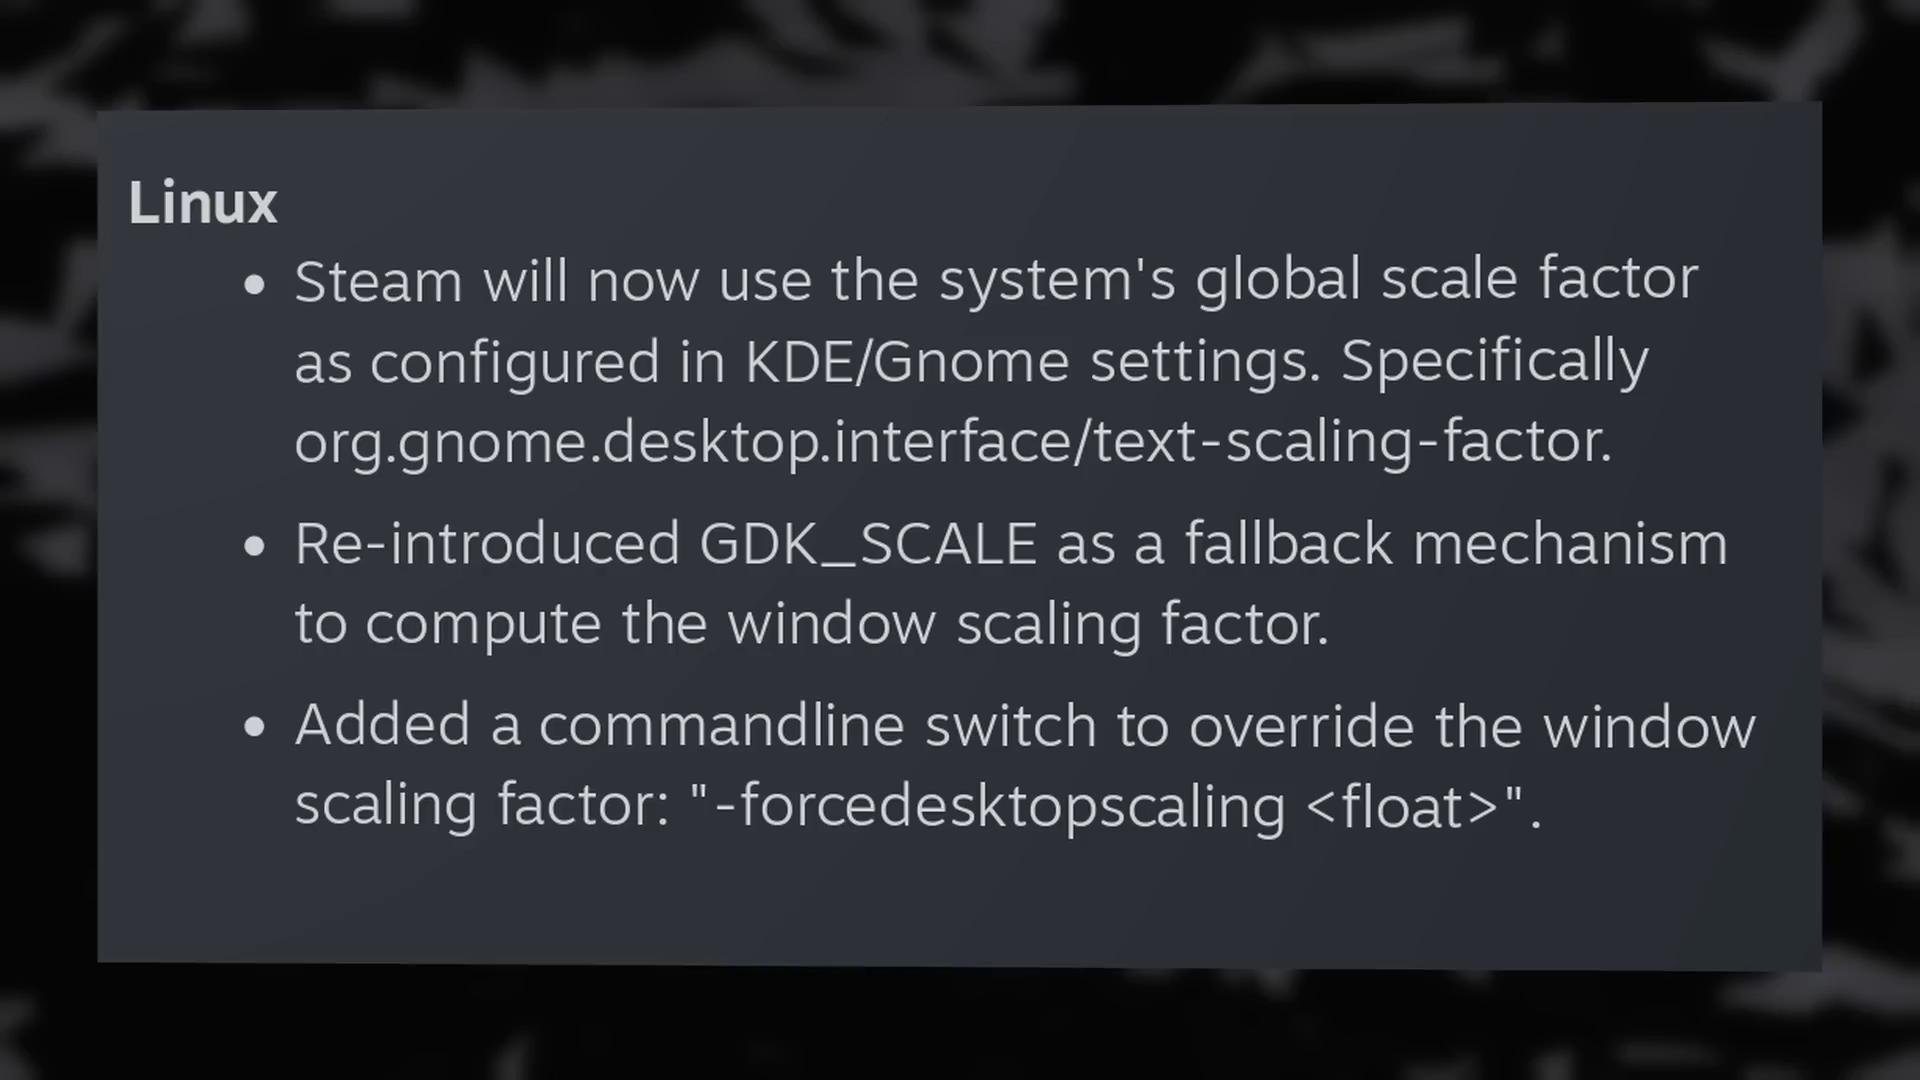 Linux
• Steam will now use the system's global scale factor
as configured in KDE/Gnome settings. Specifically
org.gnome.desktop.interface/text-scaling-factor.
• Re-introduced GDK_SCALE as a fallback mechanism
to compute the window scaling factor.
• Added a commandline switch to override the window
scaling factor: "-forcedesktopscaling <float>".